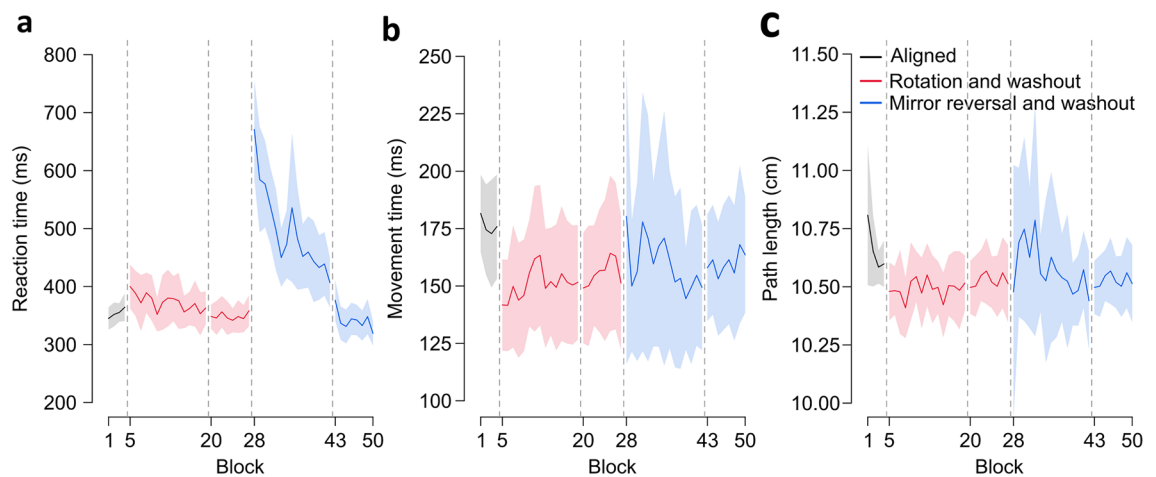 a
800
700
600
500
400
300
200
Reaction time (ms)
1 5 20 28 43 50
Block
b
250
225
200
175
150
125
100
Movement time (ms)
1 5 20 28 43 50
Block
c
11.50
11.25
11.00
10.75
10.50
10.25
10.00
Path length (cm)
Aligned
Rotation and washout
Mirror reversal and washout
1 5 20 28 43 50
Block